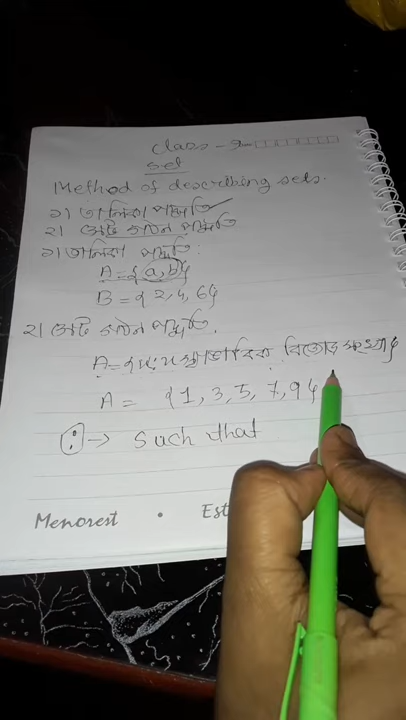 Class - 
Set
Method of describing sets.
১) তালিকা পদ্ধতি
২) সেট গঠন পদ্ধতি
১) তালিকা পদ্ধতি:
A = {a, b}
B = {2, 4, 6}
২) সেট গঠন পদ্ধতি.
A = {x: x স্বাভাবিক বিজোড় সংখ্যা}
A = {1, 3, 5, 7, 9}
: → Such that
Menorest • Est